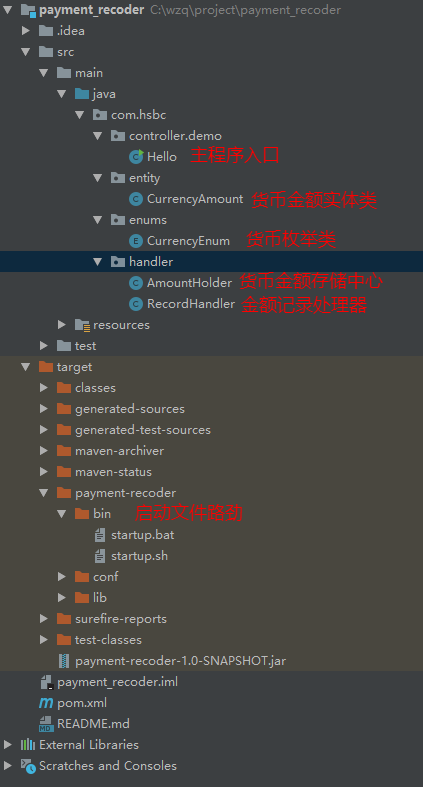 payment_recoder C:\wzq\project\payment_recoder
.idea
src
main
java
com.hsbc
controller.demo
Hello 主程序入口
entity
CurrencyAmount 货币金额实体类
enums
CurrencyEnum 货币枚举类
handler
AmountHolder 货币金额存储中心
RecordHandler 金额记录处理器
resources
test
target
classes
generated-sources
generated-test-sources
maven-archiver
maven-status
payment-recoder
bin 启动文件路劲
startup.bat
startup.sh
conf
lib
surefire-reports
test-classes
payment-recoder-1.0-SNAPSHOT.jar
payment_recoder.iml
pom.xml
README.md
External Libraries
Scratches and Consoles